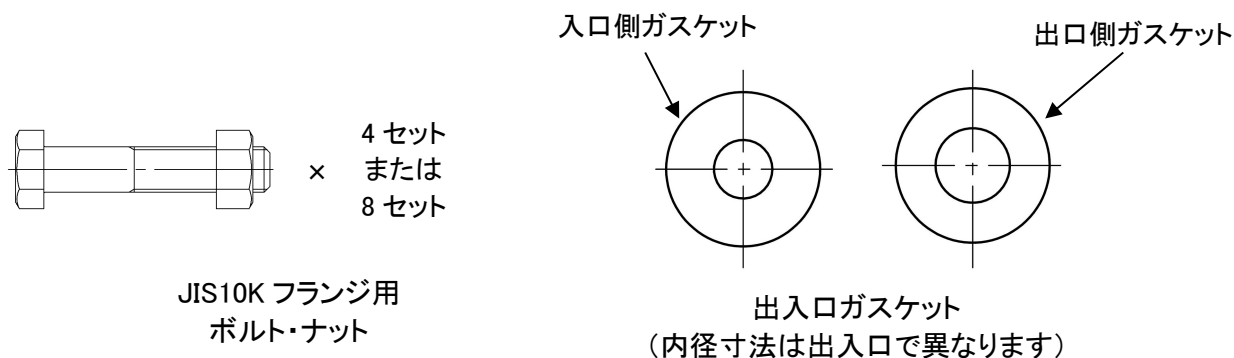 入口側ガスケット
出口側ガスケット
×
4 セット
または
8 セット
JIS10K フランジ用
ボルト・ナット
出入口ガスケット
（内径寸法は出入口で異なります）